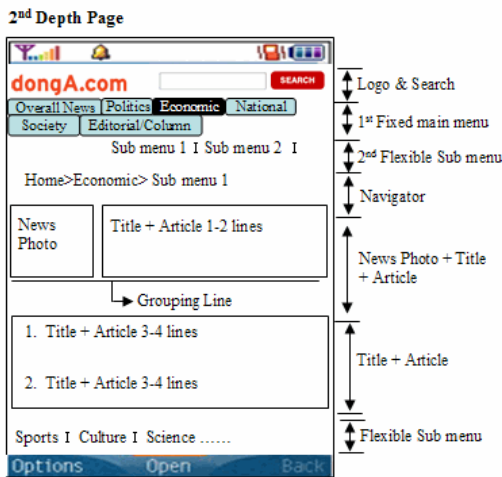 2nd Depth Page
dongA.com SEARCH
Logo & Search
Overall News Politics Economic National
Society Editorial/Column
1st Fixed main menu
Sub menu 1 I Sub menu 2 I
2nd Flexible Sub menu
Home>Economic> Sub menu 1
Navigator
News
Photo
Title + Article 1-2 lines
News Photo + Title
+ Article
Grouping Line
1. Title + Article 3-4 lines
2. Title + Article 3-4 lines
Title + Article
Sports I Culture I Science ......
Flexible Sub menu
Options Open Back